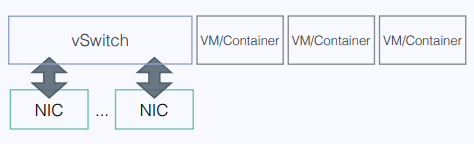 vSwitch
VM/Container
VM/Container
VM/Container
NIC
...
NIC